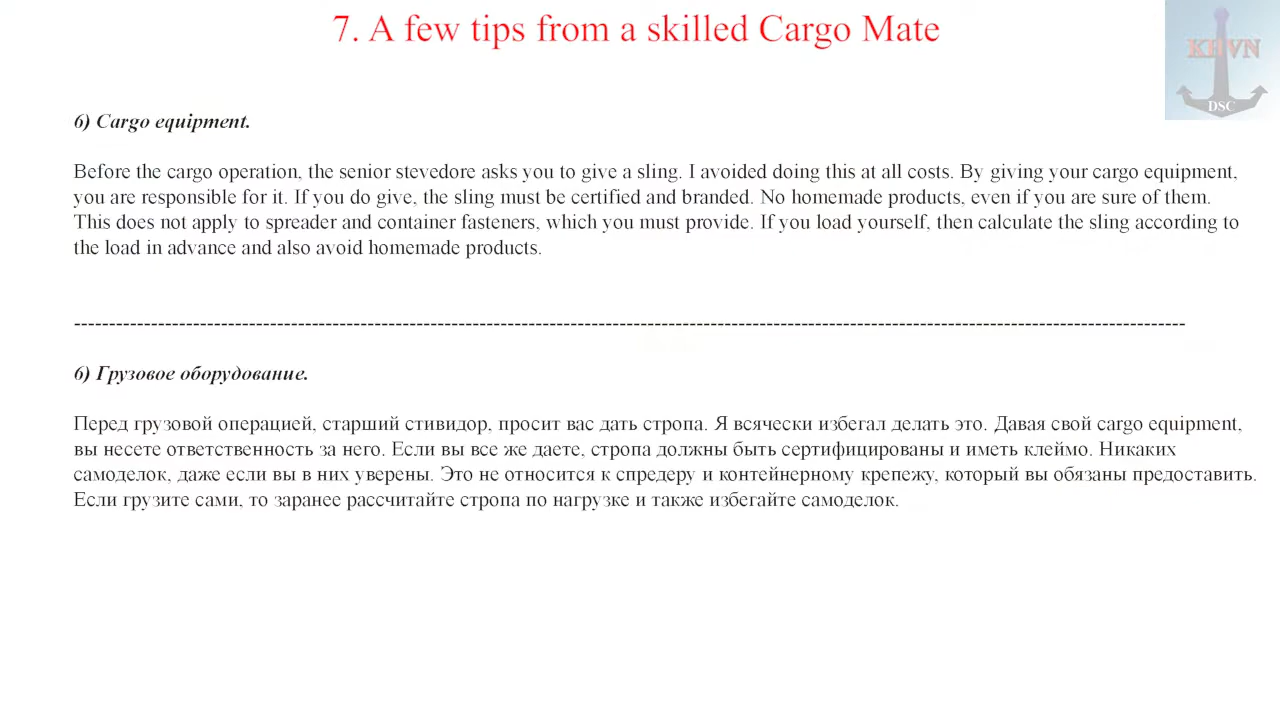 7. A few tips from a skilled Cargo Mate
KHVN
DSC
6) Cargo equipment.
Before the cargo operation, the senior stevedore asks you to give a sling. I avoided doing this at all costs. By giving your cargo equipment,
you are responsible for it. If you do give, the sling must be certified and branded. No homemade products, even if you are sure of them.
This does not apply to spreader and container fasteners, which you must provide. If you load yourself, then calculate the sling according to
the load in advance and also avoid homemade products.
---------------------------------------------------------------------------------------------------------------------------------------------------------------
6) Грузовое оборудование.
Перед грузовой операцией, старший стивидор, просит вас дать стропа. Я всячески избегал делать это. Давая свой cargo equipment,
вы несете ответственность за него. Если вы все же даете, стропа должны быть сертифицированы и иметь клеймо. Никаких
самоделок, даже если вы в них уверены. Это не относится к спредеру и контейнерному крепежу, который вы обязаны предоставить.
Если грузите сами, то заранее рассчитайте стропа по нагрузке и также избегайте самоделок.